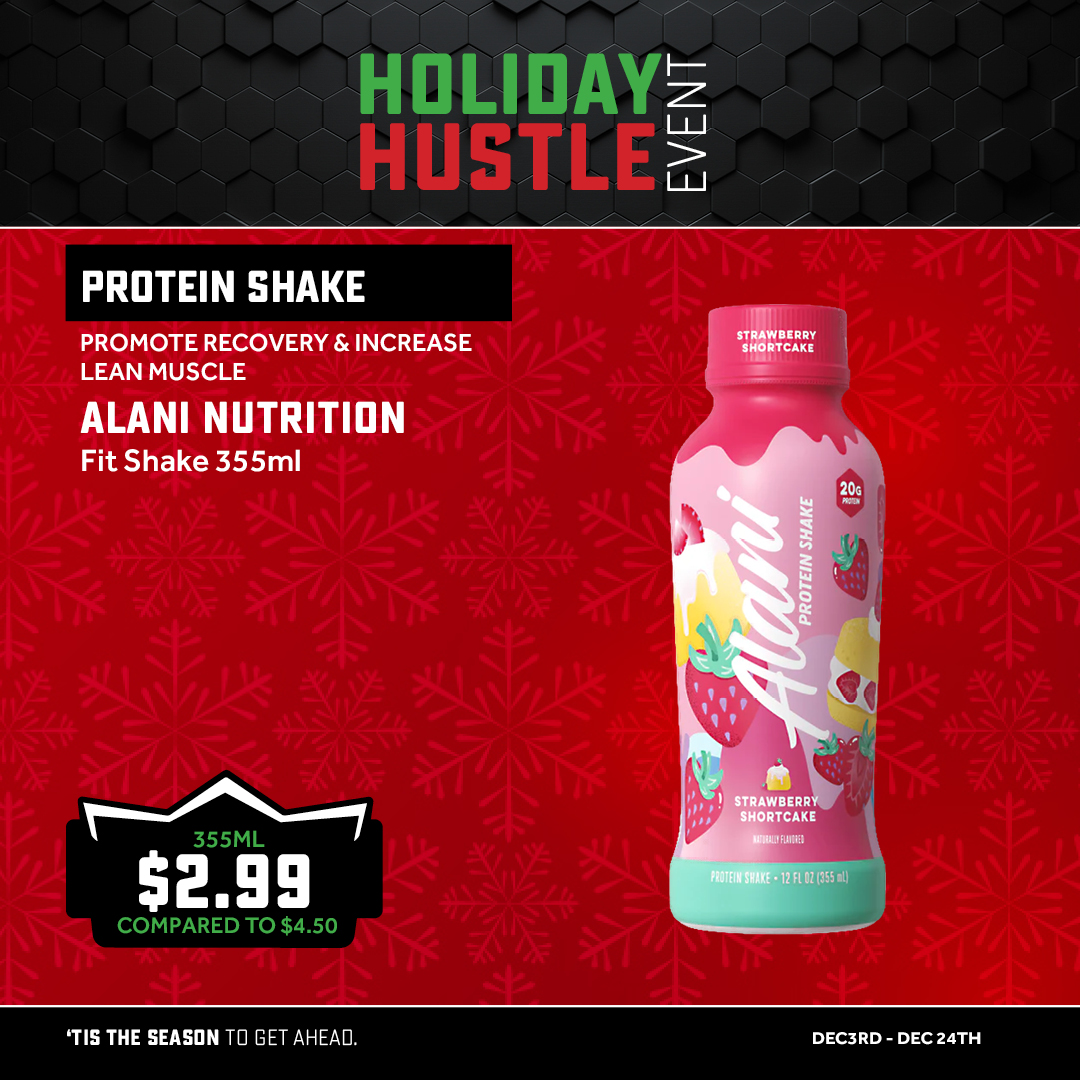 HOLIDAY
HUSTLE
EVENT
PROTEIN SHAKE
PROMOTE RECOVERY & INCREASE
LEAN MUSCLE
ALANI NUTRITION
Fit Shake 355ml
STRAWBERRY
SHORTCAKE
20G
PROTEIN
Alani
PROTEIN SHAKE
STRAWBERRY
SHORTCAKE
NATURALLY FLAVORED
PROTEIN SHAKE • 12 FL OZ (355 mL)
355ML
$2.99
COMPARED TO $4.50
‘TIS THE SEASON TO GET AHEAD.
DEC3RD - DEC 24TH